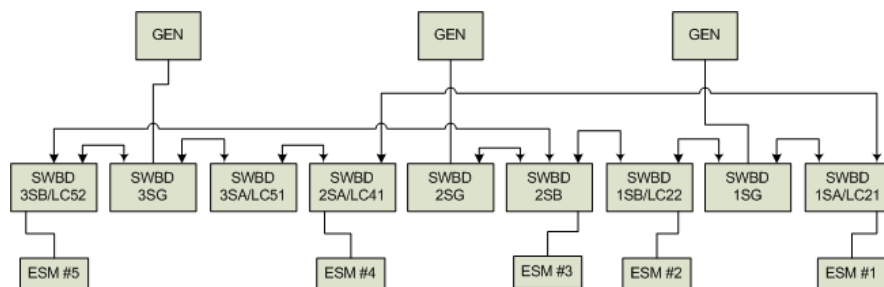 GEN
GEN
GEN
SWBD
3SB/LC52
SWBD
3SG
SWBD
3SA/LC51
SWBD
2SA/LC41
SWBD
2SG
SWBD
2SB
SWBD
1SB/LC22
SWBD
1SG
SWBD
1SA/LC21
ESM #5
ESM #4
ESM #3
ESM #2
ESM #1